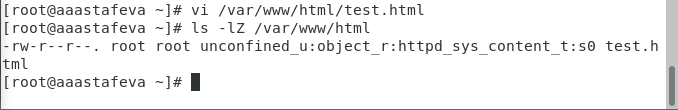 [root@aaastafeva ~]# vi /var/www/html/test.html
[root@aaastafeva ~]# ls -lZ /var/www/html
-rw-r--r--. root root unconfined_u:object_r:httpd_sys_content_t:s0 test.h
tml
[root@aaastafeva ~]#